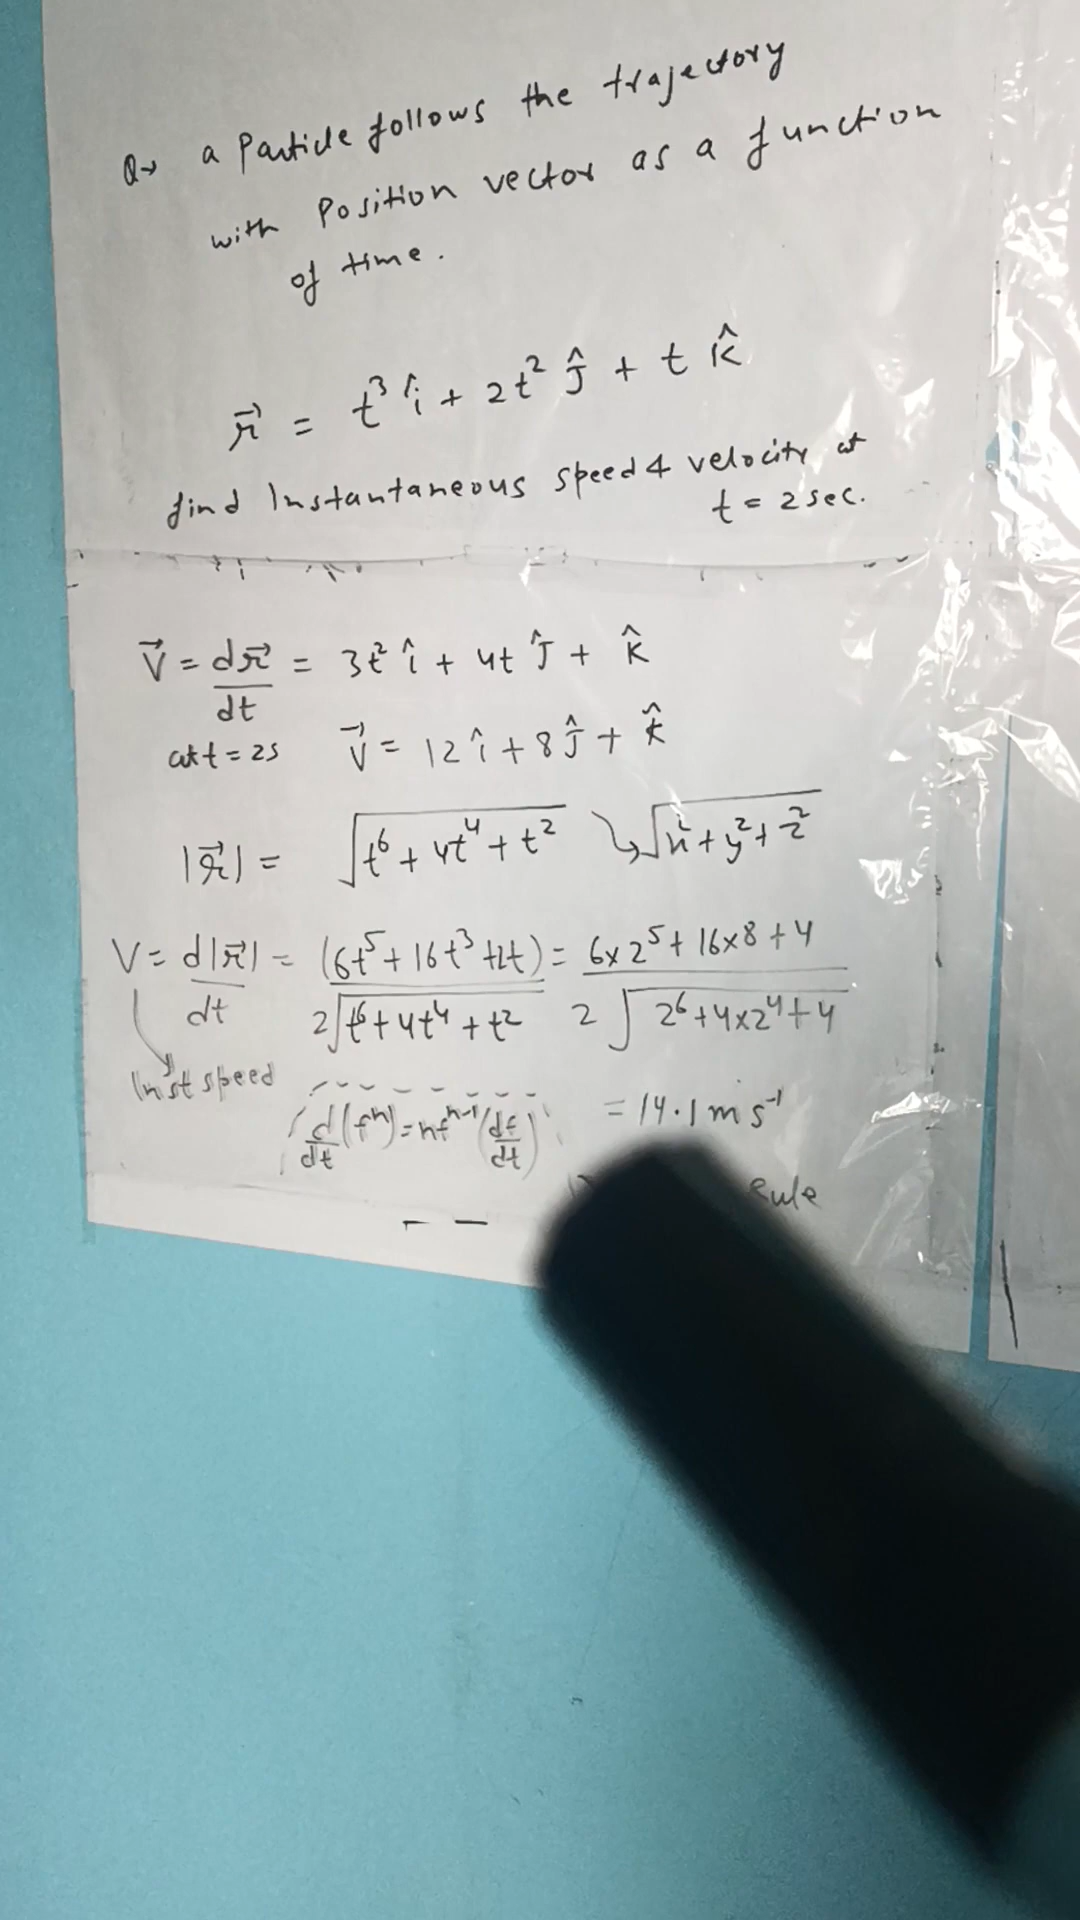 Q→ a Particle follows the trajectory
with Position vector as a function
of time.
r⃗ = t³ î + 2t² ĵ + t k̂
find Instantaneous speed & velocity at
t = 2 sec.
V⃗ = dr⃗/dt = 3t² î + 4t ĵ + k̂
at t = 2s V⃗ = 12 î + 8 ĵ + k̂
|r⃗| = √(t⁶ + 4t⁴ + t²) ↘ √(x² + y² + z²)
V = d|r⃗|/dt = (6t⁵ + 16t³ + 2t) / 2√(t⁶ + 4t⁴ + t²) = (6×2⁵ + 16×8 + 4) / 2√(2⁶ + 4×2⁴ + 4)
Inst speed
d/dt (fⁿ) = nfⁿ⁻¹ (df/dt) = 14.1 m s⁻¹
Rule